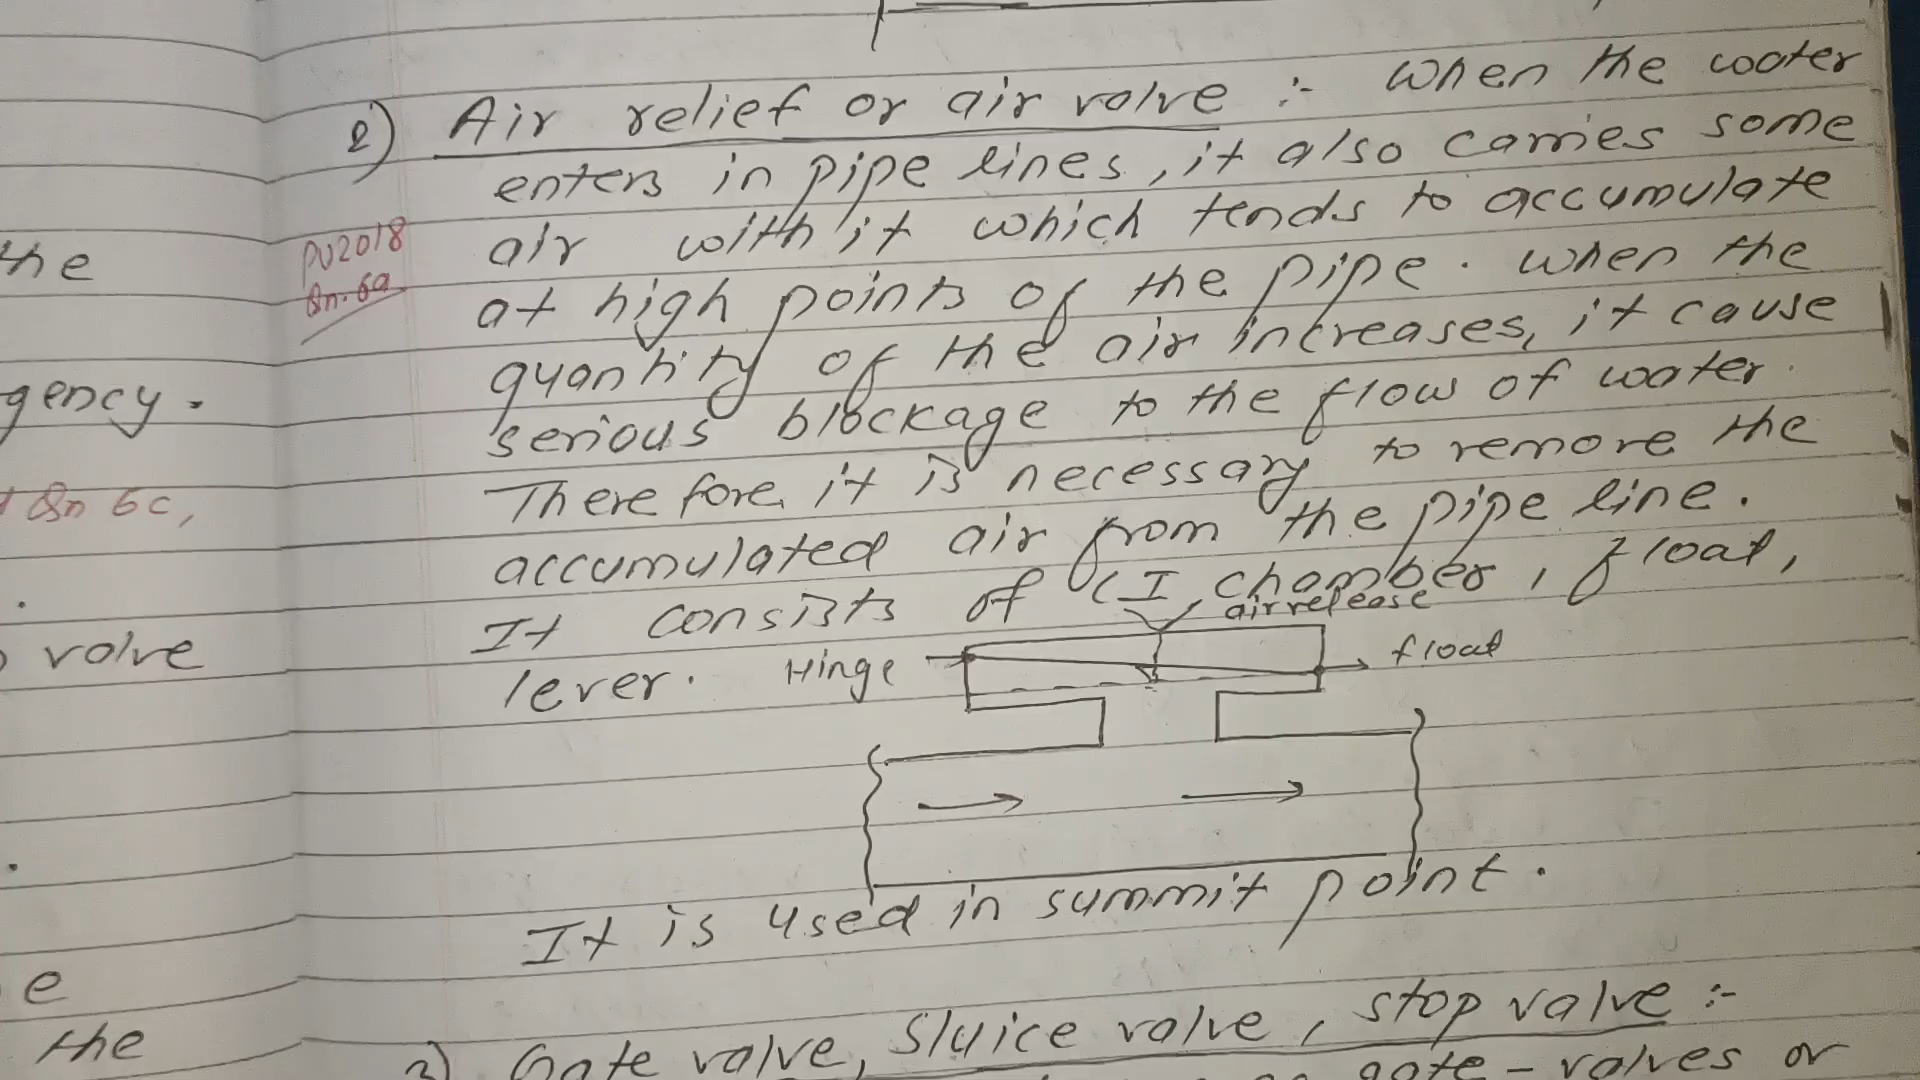 2) Air relief or air valve :- When the water
enters in pipe lines, it also carries some
air with it which tends to accumulate
PU2018
Qn. 6a
at high points of the pipe. When the
quantity of the air increases, it cause
serious blockage to the flow of water.
Therefore it is necessary to remove the
accumulated air from the pipe line.
It consists of CI chamber, float,
lever.
air release
Hinge
float
It is used in summit point.
3) Gate valve, Sluice valve, stop valve :-
gate - valves or
the
gency.
Qn 6c,
valve
e
the